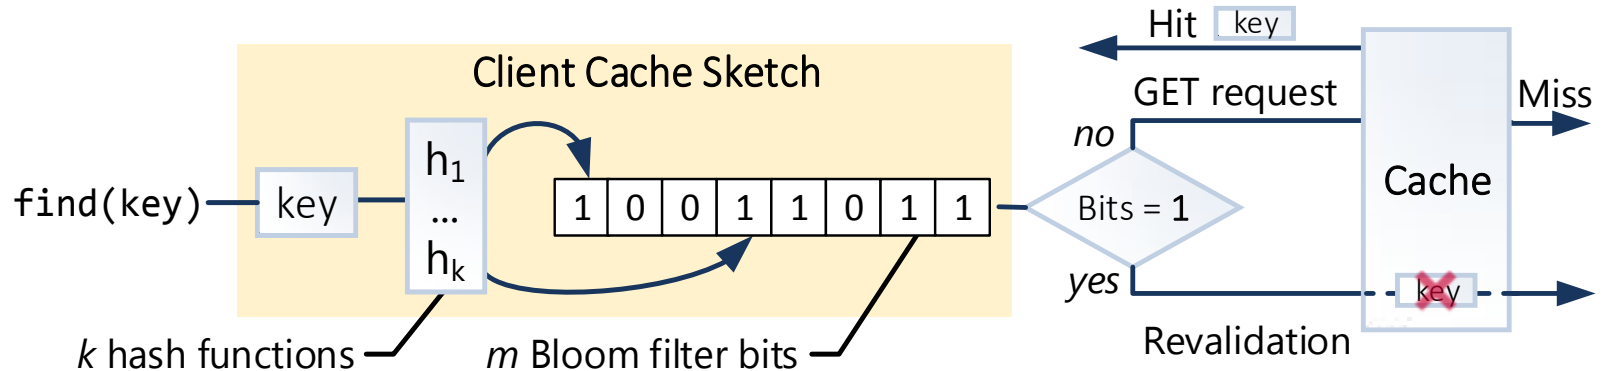 Client Cache Sketch
find(key)
key
h1
...
hk
1 0 0 1 1 0 1 1
k hash functions
m Bloom filter bits
Bits = 1
no
yes
Hit key
GET request
Revalidation
Cache
key
Miss